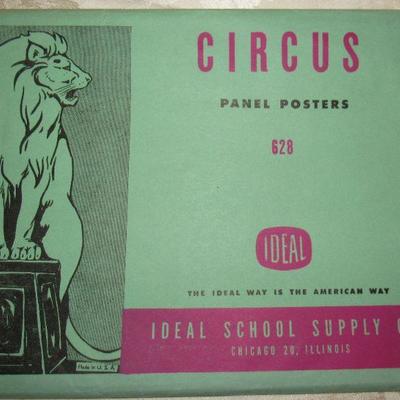 CIRCUS
PANEL POSTERS
628
IDEAL
THE IDEAL WAY IS THE AMERICAN WAY
IDEAL SCHOOL SUPPLY
CHICAGO 20, ILLINOIS
Made in U. S. A.